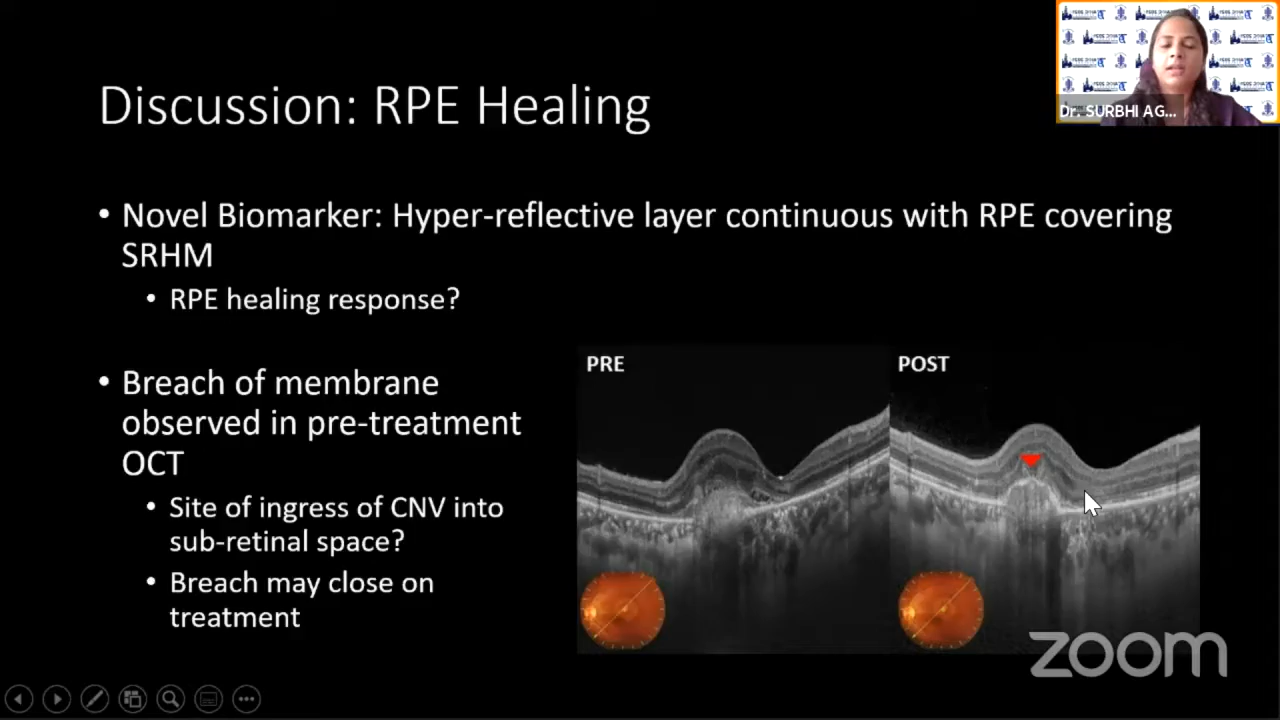 Dr. SURBHI AG...
Discussion: RPE Healing
• Novel Biomarker: Hyper-reflective layer continuous with RPE covering
SRHM
• RPE healing response?
• Breach of membrane
observed in pre-treatment
OCT
• Site of ingress of CNV into
sub-retinal space?
• Breach may close on
treatment
PRE
POST
zoom